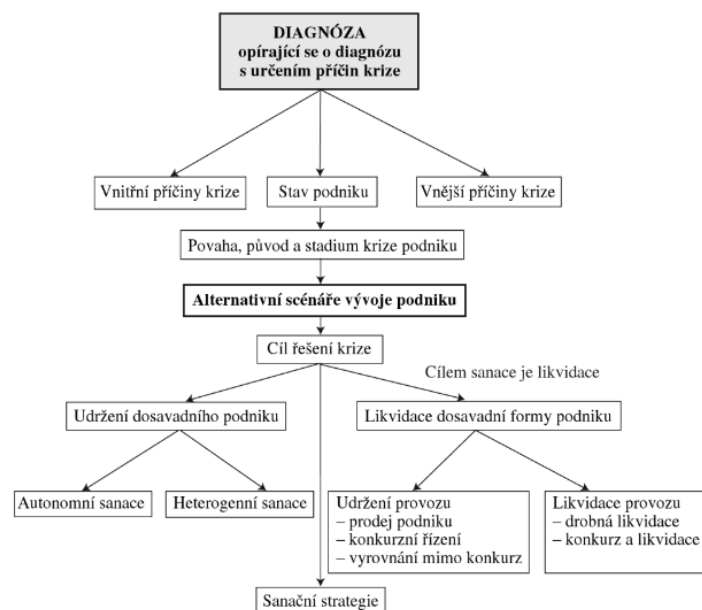 DIAGNÓZA
opírající se o diagnózu
s určením příčin krize
Vnitřní příčiny krize
Stav podniku
Vnější příčiny krize
Povaha, původ a stadium krize podniku
Alternativní scénáře vývoje podniku
Cíl řešení krize
Cílem sanace je likvidace
Udržení dosavadního podniku
Likvidace dosavadní formy podniku
Autonomní sanace
Heterogenní sanace
Udržení provozu
– prodej podniku
– konkurzní řízení
– vyrovnání mimo konkurz
Likvidace provozu
– drobná likvidace
– konkurz a likvidace
Sanační strategie